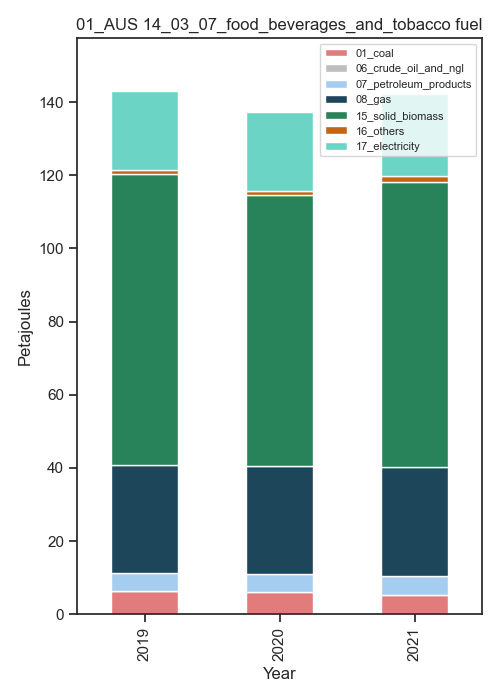 01_AUS 14_03_07_food_beverages_and_tobacco fuel
01_coal
06_crude_oil_and_ngl
07_petroleum_products
08_gas
15_solid_biomass
16_others
17_electricity
140
120
100
80
60
40
20
0
Petajoules
2019
2020
2021
Year